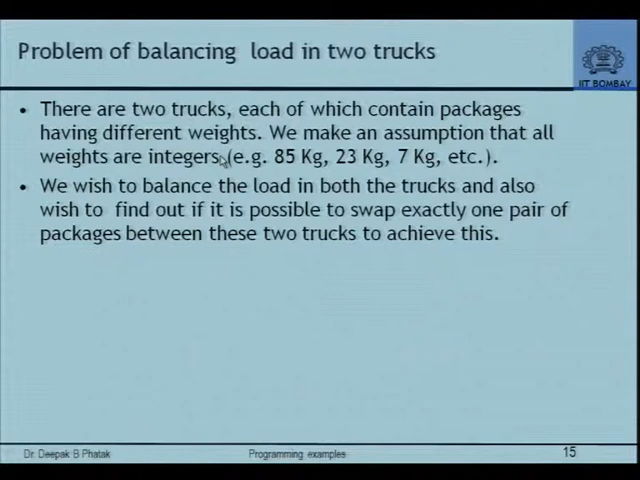 Problem of balancing load in two trucks
IIT BOMBAY
• There are two trucks, each of which contain packages
having different weights. We make an assumption that all
weights are integers (e.g. 85 Kg, 23 Kg, 7 Kg, etc.).
• We wish to balance the load in both the trucks and also
wish to find out if it is possible to swap exactly one pair of
packages between these two trucks to achieve this.
Dr. Deepak B Phatak
Programming examples
15